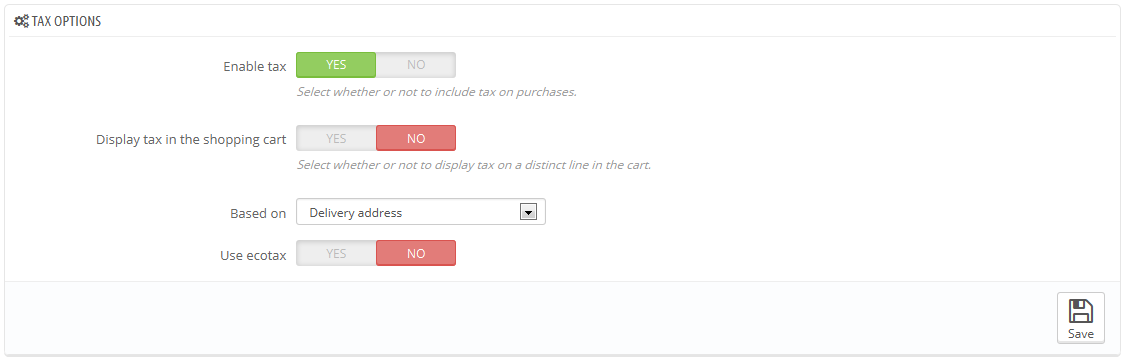 TAX OPTIONS
Enable tax YES NO
Select whether or not to include tax on purchases.
Display tax in the shopping cart YES NO
Select whether or not to display tax on a distinct line in the cart.
Based on Delivery address
Use ecotax YES NO
Save